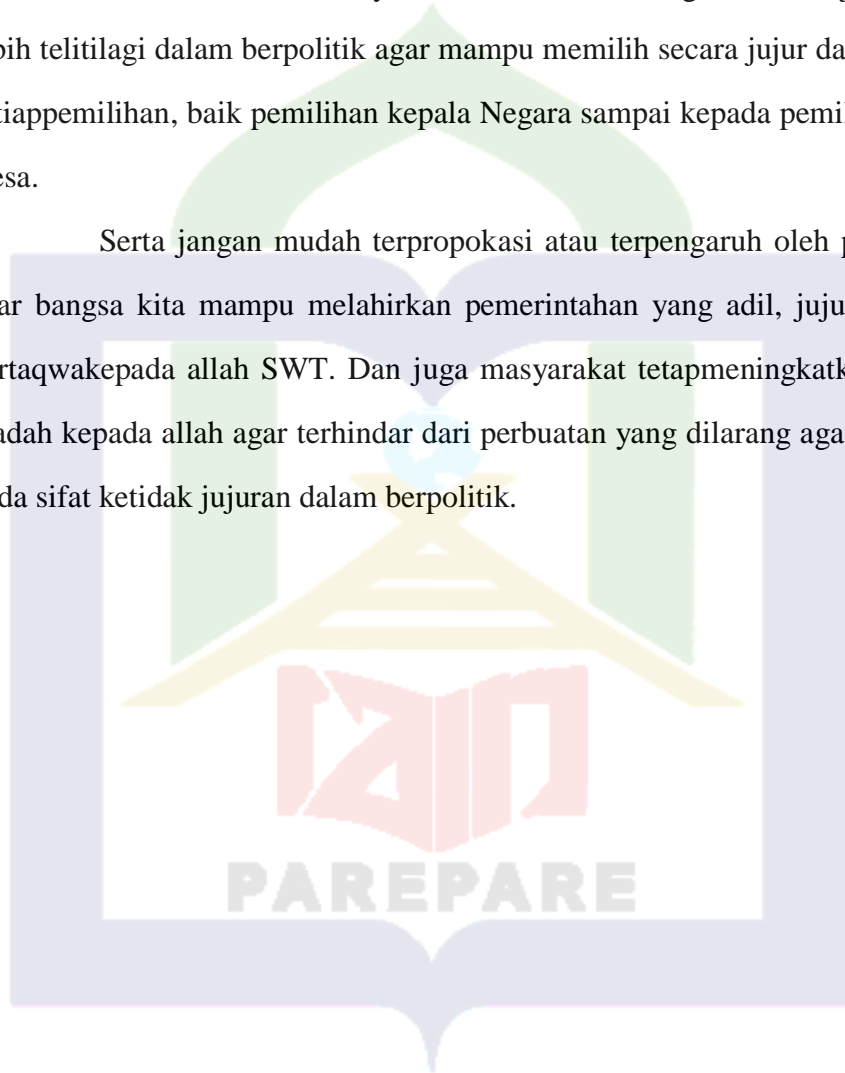 bih telitilagi dalam berpolitik agar mampu memilih secara jujur da
tiappemilihan, baik pemilihan kepala Negara sampai kepada pemil
esa.
Serta jangan mudah terpropokasi atau terpengaruh oleh p
ar bangsa kita mampu melahirkan pemerintahan yang adil, juju
rtaqwakepada allah SWT. Dan juga masyarakat tetapmeningkatk
adah kepada allah agar terhindar dari perbuatan yang dilarang aga
da sifat ketidak jujuran dalam berpolitik.
iain
PAREPARE